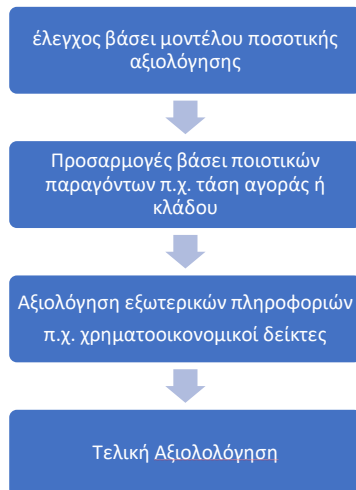 έλεγχος βάσει μοντέλου ποσοτικής
αξιολόγησης
Προσαρμογές βάσει ποιοτικών
παραγόντων π.χ. τάση αγοράς ή
κλάδου
Αξιολόγηση εξωτερικών πληροφοριών
π.χ. χρηματοοικονομικοί δείκτες
Τελική Αξιολολόγηση